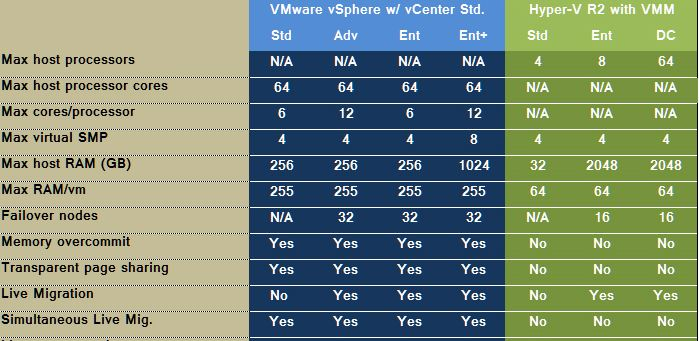 VMware vSphere w/ vCenter Std. Hyper-V R2 with VMM
Std Adv Ent Ent+ Std Ent DC
Max host processors N/A N/A N/A N/A 4 8 64
Max host processor cores 64 64 64 64 N/A N/A N/A
Max cores/processor 6 12 6 12 N/A N/A N/A
Max virtual SMP 4 4 4 8 4 4 4
Max host RAM (GB) 256 256 256 1024 32 2048 2048
Max RAM/vm 255 255 255 255 64 64 64
Failover nodes N/A 32 32 32 N/A 16 16
Memory overcommit Yes Yes Yes Yes No No No
Transparent page sharing Yes Yes Yes Yes No No No
Live Migration No Yes Yes Yes No Yes Yes
Simultaneous Live Mig. Yes Yes Yes Yes No No No